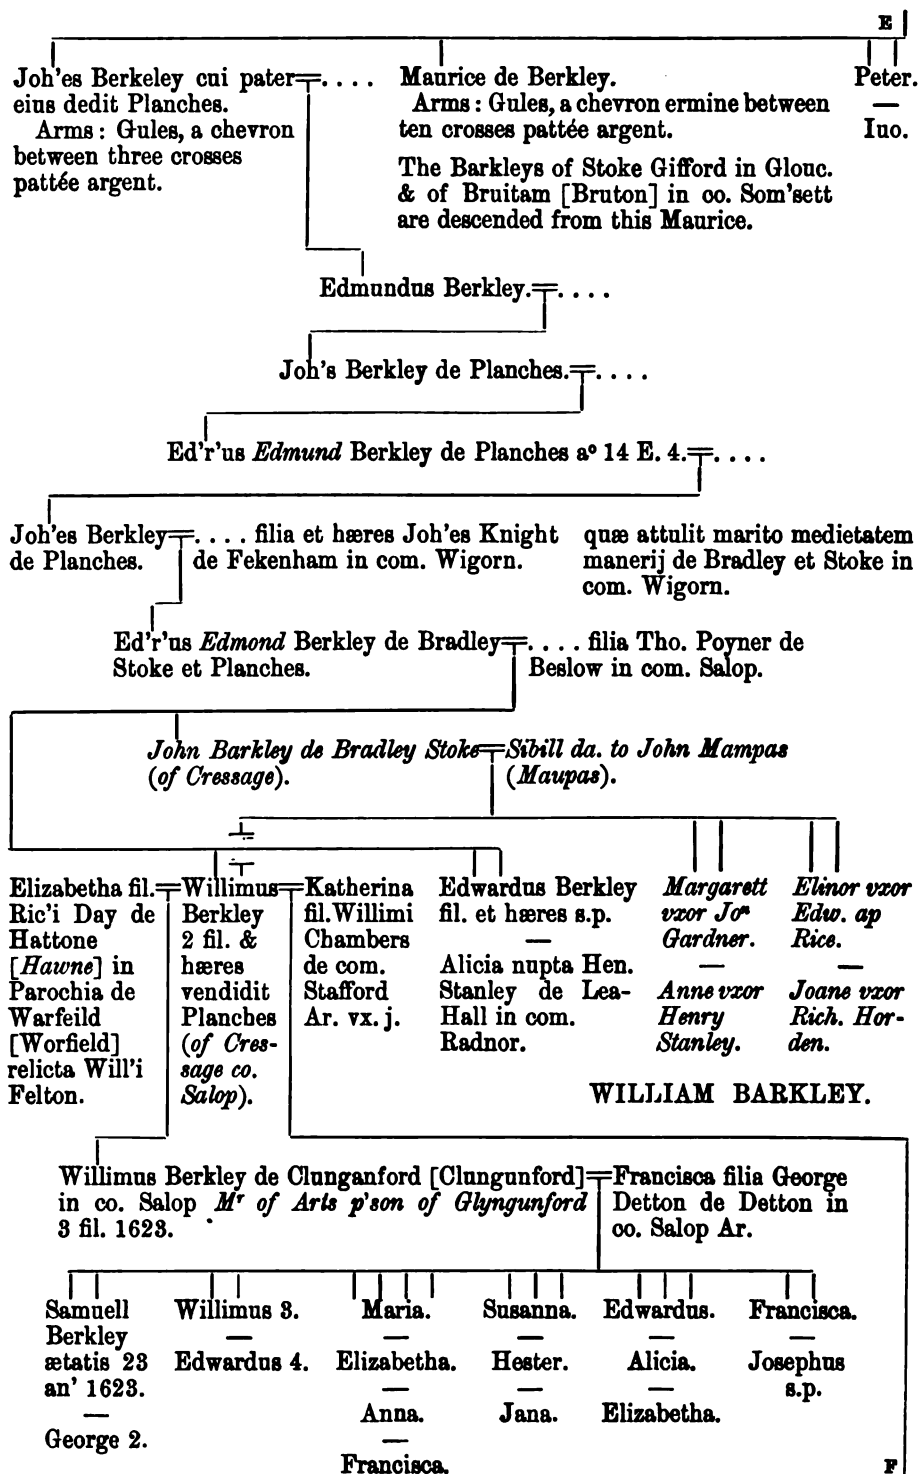 E
Joh'es Berkeley cui pater=. . . .
eius dedit Planches.
Arms: Gules, a chevron
between three crosses
pattée argent.
Maurice de Berkley.
Arms: Gules, a chevron ermine between
ten crosses pattée argent.
The Barkleys of Stoke Gifford in Glouc.
& of Bruitam [Bruton] in co. Som'sett
are descended from this Maurice.
Peter.
—
Iuo.
Edmundus Berkley.=. . . .
Joh's Berkley de Planches.=. . . .
Ed'r'us Edmund Berkley de Planches aº 14 E. 4.=. . . .
Joh'es Berkley=. . . . filia et hæres Joh'es Knight
de Planches. de Fekenham in com. Wigorn.
quæ attulit marito medietatem
manerij de Bradley et Stoke in
com. Wigorn.
Ed'r'us Edmond Berkley de Bradley=. . . . filia Tho. Poyner de
Stoke et Planches. Beslow in com. Salop.
John Barkley de Bradley Stoke=Sibill da. to John Mampas
(of Cressage). (Maupas).
Elizabetha fil.=
Ric'i Day de
Hattone
[Hawne] in
Parochia de
Warfeild
[Worfield]
relicta Will'i
Felton.
Willimus=
Berkley
2 fil. &
hæres
vendidit
Planches
(of Cres-
sage co.
Salop).
Katherina
fil. Willimi
Chambers
de com.
Stafford
Ar. vx. j.
Edwardus Berkley
fil. et hæres s.p.
—
Alicia nupta Hen.
Stanley de Lea-
Hall in com.
Radnor.
Margarett
vxor Joⁿ
Gardner.
—
Anne vxor
Henry
Stanley.
Elinor vxor
Edw. ap
Rice.
—
Joane vxor
Rich. Hor-
den.
WILLIAM BARKLEY.
Willimus Berkley de Clunganford [Clungunford]=Francisca filia George
in co. Salop Mʳ of Arts p'son of Glyngunford Detton de Detton in
3 fil. 1623. co. Salop Ar.
Samuell
Berkley
ætatis 23
an' 1623.
—
George 2.
Willimus 3.
—
Edwardus 4.
Maria.
—
Elizabetha.
—
Anna.
—
Francisca.
Susanna.
—
Hester.
—
Jana.
Edwardus.
—
Alicia.
—
Elizabetha.
Francisca.
—
Josephus
s.p.
F